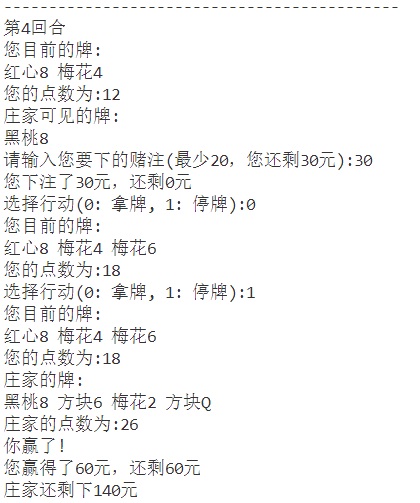 ----------------------------------------
第4回合
您目前的牌:
红心8 梅花4
您的点数为:12
庄家可见的牌:
黑桃8
请输入您要下的赌注(最少20，您还剩30元):30
您下注了30元，还剩0元
选择行动(0: 拿牌, 1: 停牌):0
您目前的牌:
红心8 梅花4 梅花6
您的点数为:18
选择行动(0: 拿牌, 1: 停牌):1
您目前的牌:
红心8 梅花4 梅花6
您的点数为:18
庄家的牌:
黑桃8 方块6 梅花2 方块Q
庄家的点数为:26
你赢了!
您赢得了60元，还剩60元
庄家还剩下140元